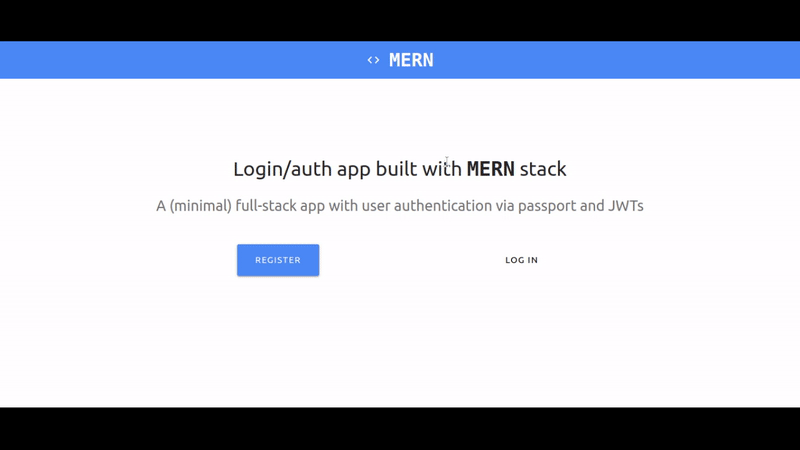 <> MERN
Login/auth app built with MERN stack
A (minimal) full-stack app with user authentication via passport and JWTs
REGISTER
LOG IN